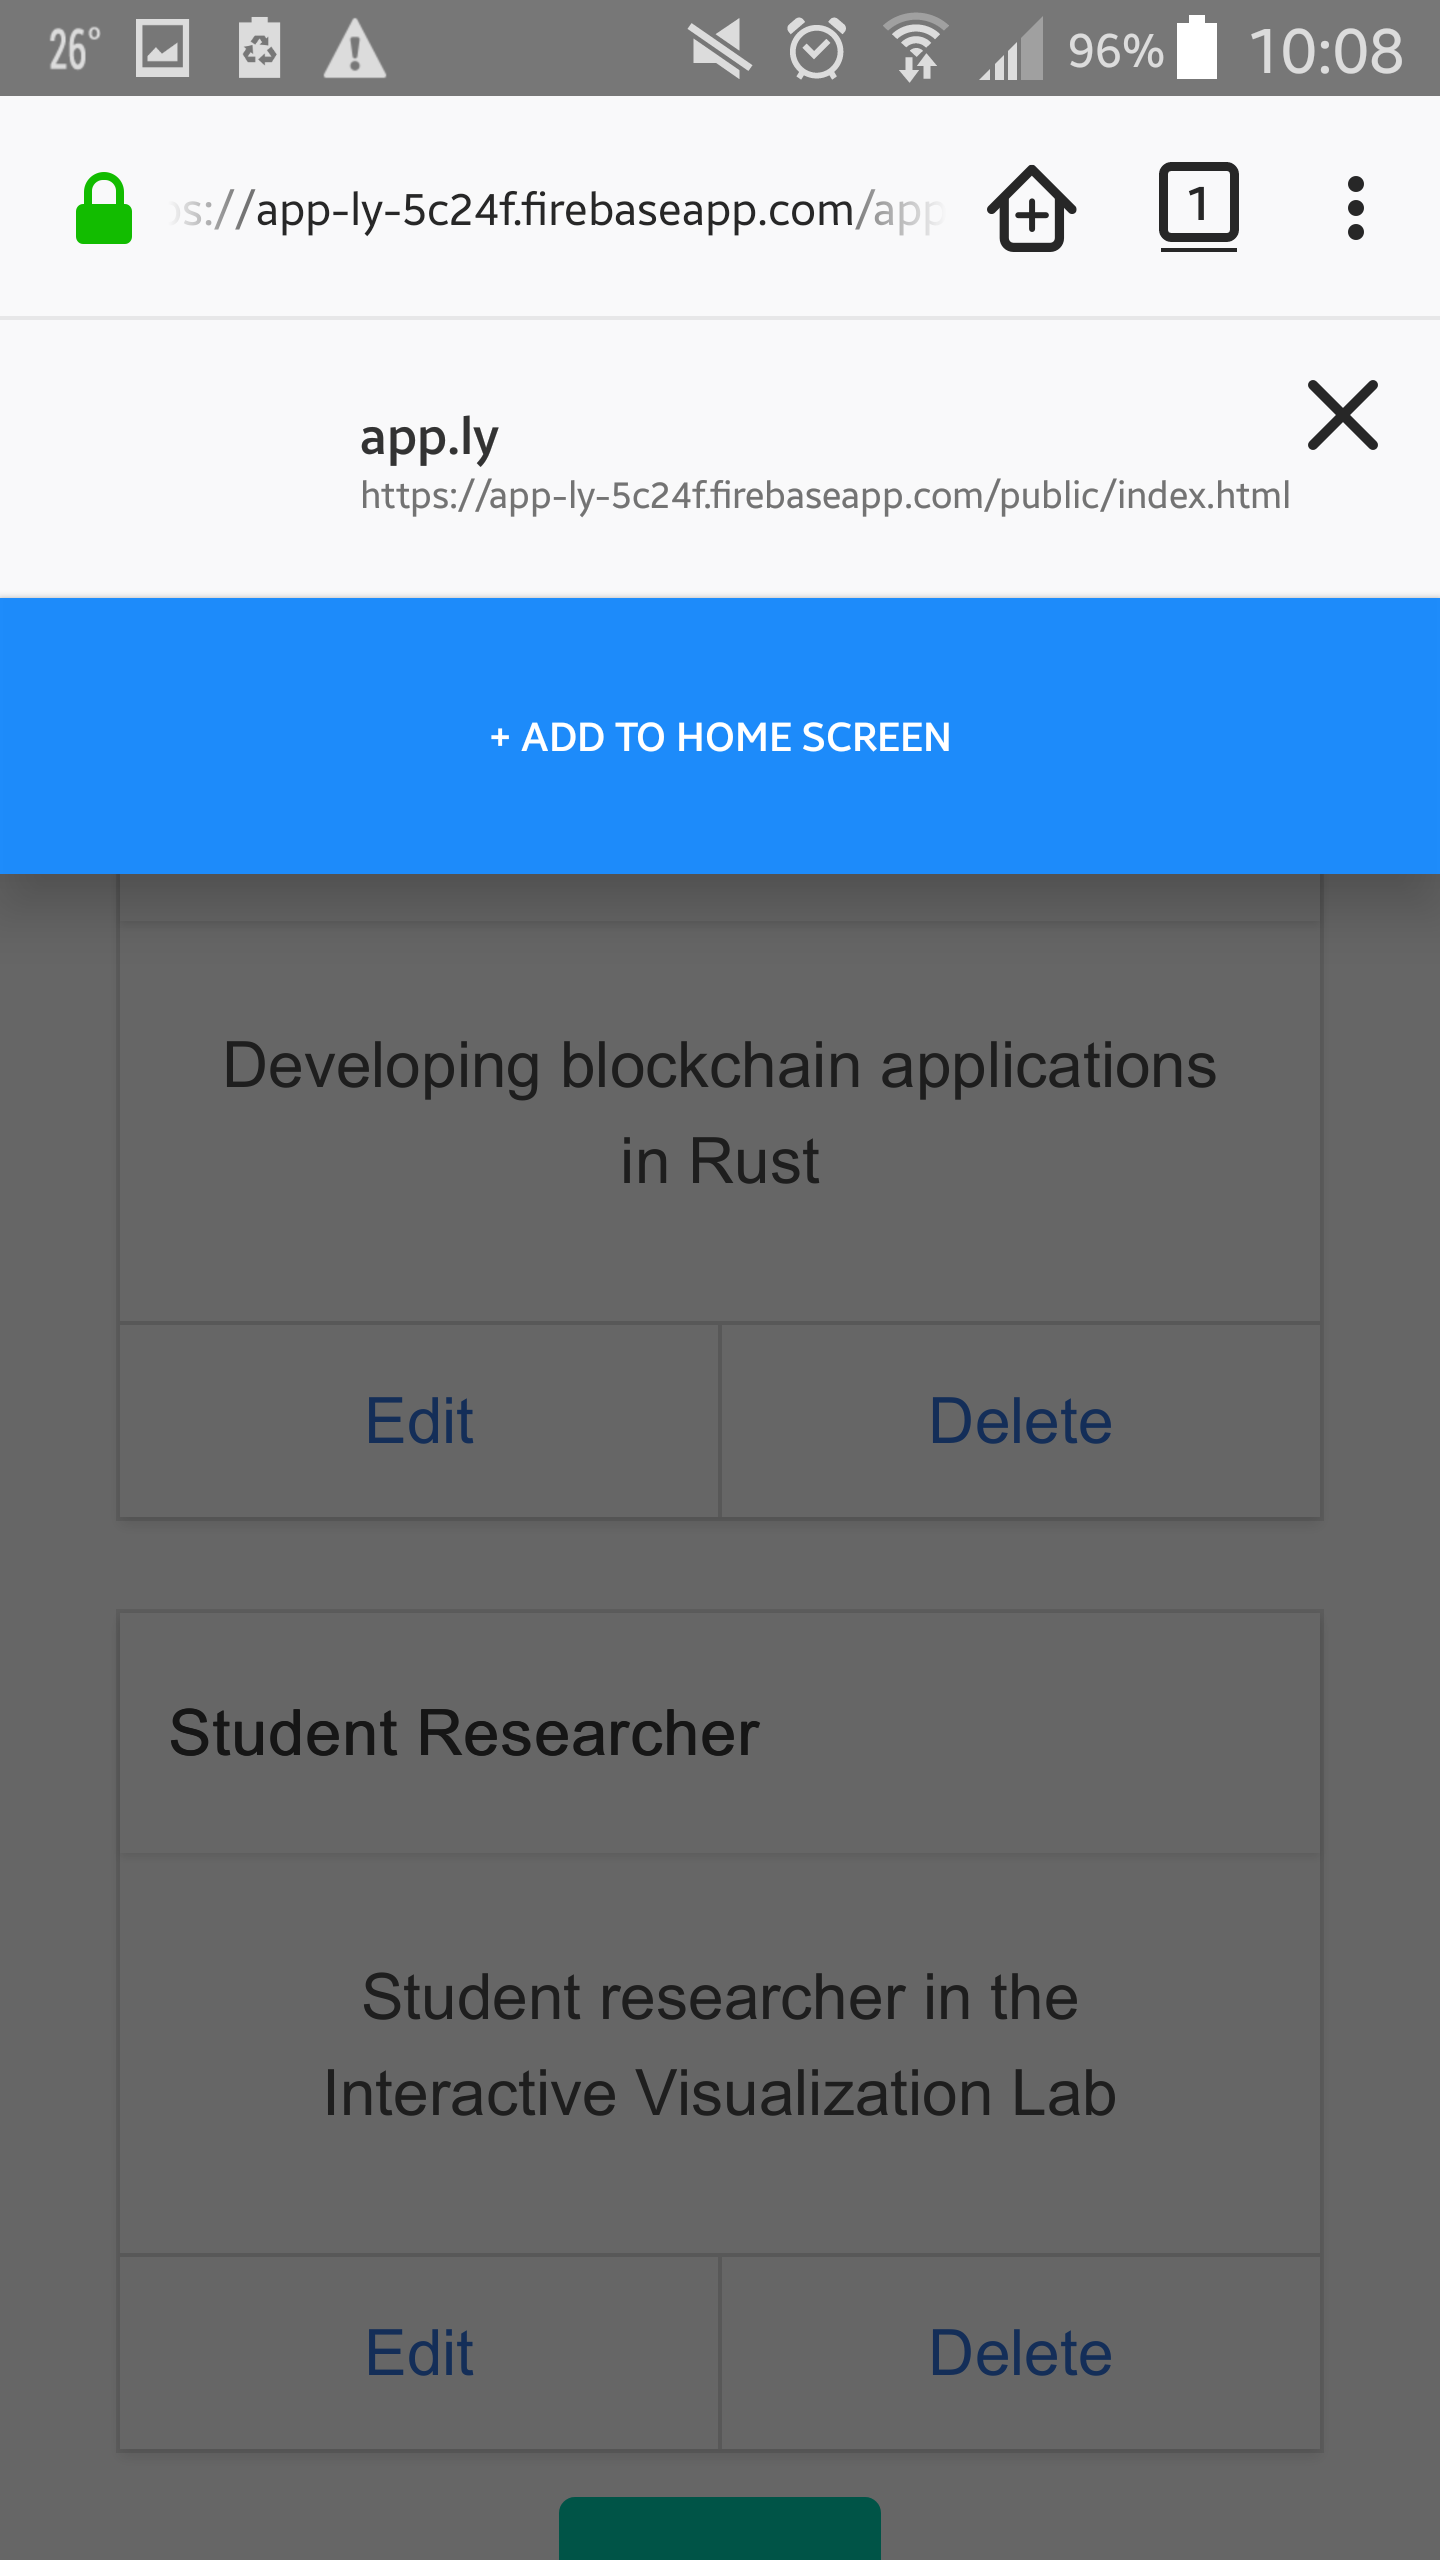 26° 96% 10:08
ps://app-ly-5c24f.firebaseapp.com/app 1
app.ly
https://app-ly-5c24f.firebaseapp.com/public/index.html
+ ADD TO HOME SCREEN
Developing blockchain applications
in Rust
Edit Delete
Student Researcher
Student researcher in the
Interactive Visualization Lab
Edit Delete